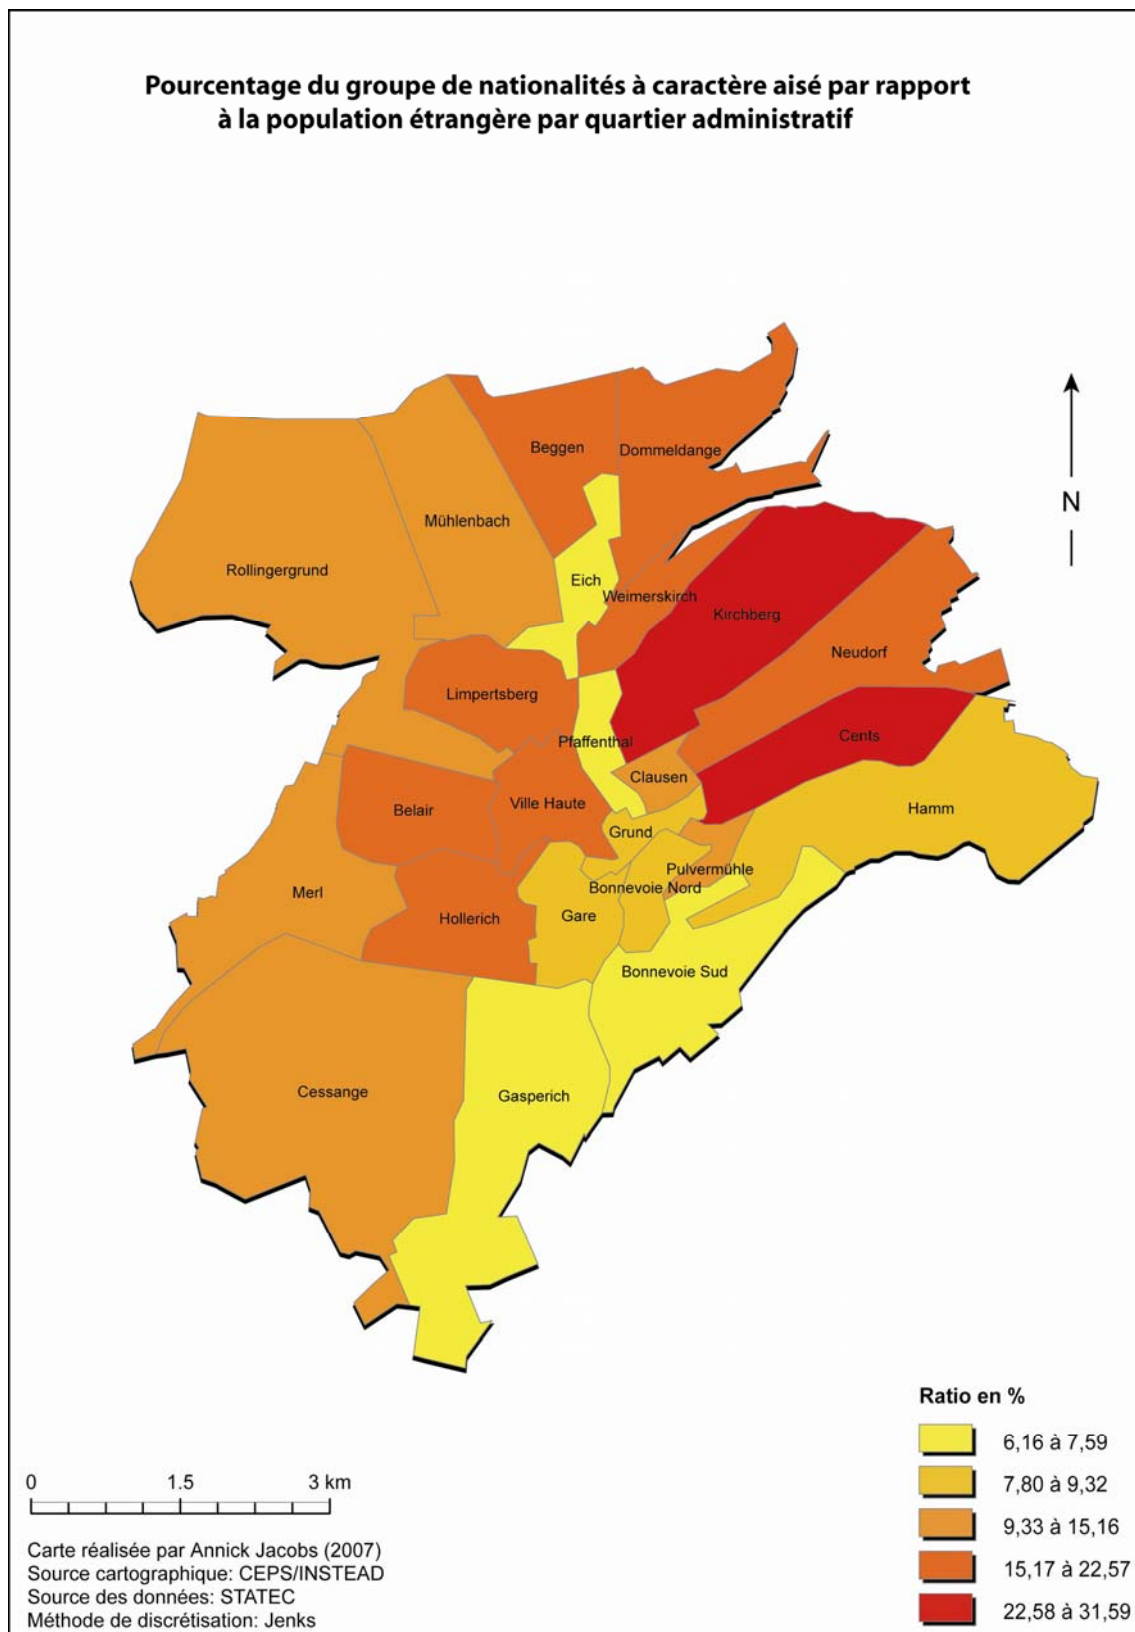 Pourcentage du groupe de nationalités à caractère aisé par rapport
à la population étrangère par quartier administratif
Beggen
Dommeldange
N
Mühlenbach
Rollingergrund
Eich
Weimerskirch
Kirchberg
Neudorf
Limpertsberg
Pfaffenthal
Cents
Clausen
Belair
Ville Haute
Hamm
Grund
Pulvermühle
Bonnevoie Nord
Merl
Hollerich
Gare
Bonnevoie Sud
Cessange
Gasperich
Ratio en %
6,16 à 7,59
7,80 à 9,32
9,33 à 15,16
15,17 à 22,57
22,58 à 31,59
0 1.5 3 km
Carte réalisée par Annick Jacobs (2007)
Source cartographique: CEPS/INSTEAD
Source des données: STATEC
Méthode de discrétisation: Jenks